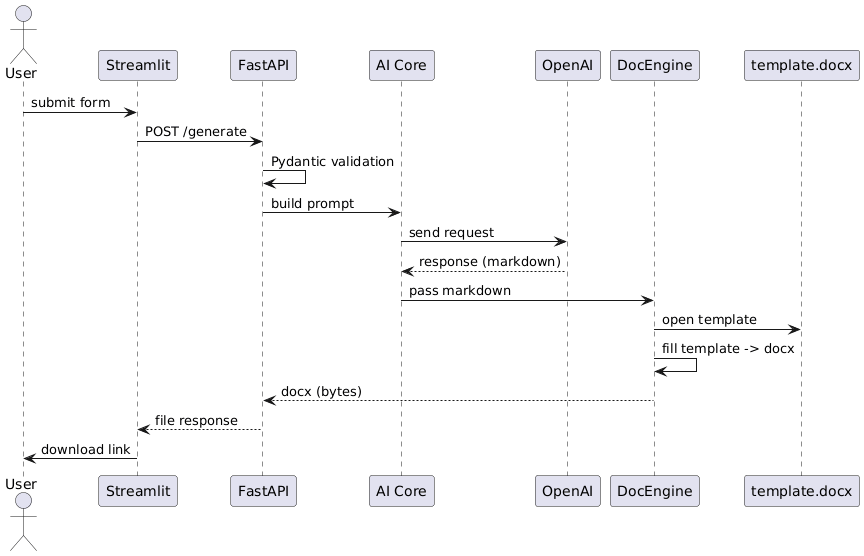 User
Streamlit
FastAPI
AI Core
OpenAI
DocEngine
template.docx
submit form
POST /generate
Pydantic validation
build prompt
send request
response (markdown)
pass markdown
open template
fill template -> docx
docx (bytes)
file response
download link
User
Streamlit
FastAPI
AI Core
OpenAI
DocEngine
template.docx